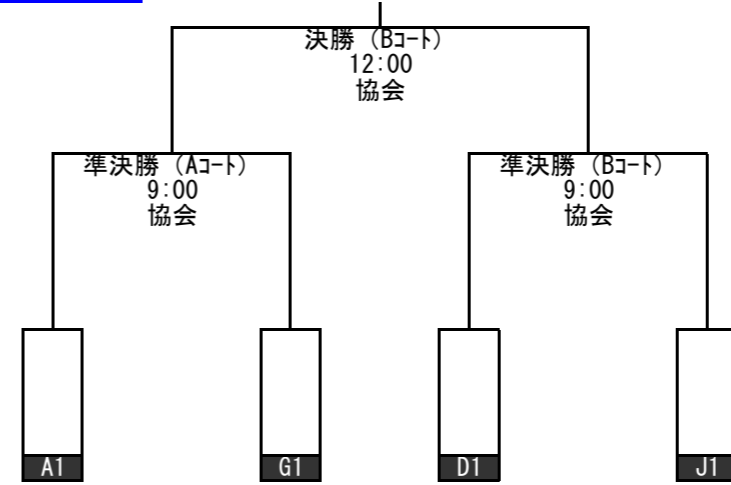 決勝（Bｺｰﾄ）
12:00
協会
準決勝（Aｺｰﾄ）
9:00
協会
準決勝（Bｺｰﾄ）
9:00
協会
A1
G1
D1
J1